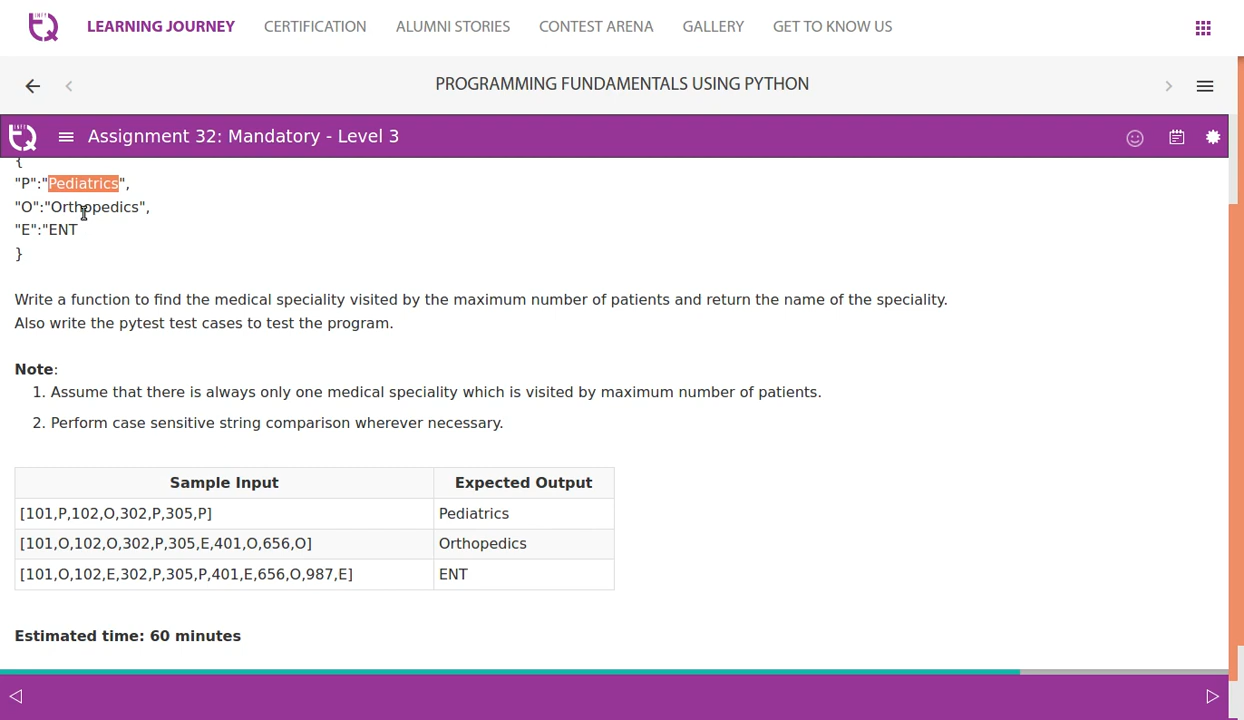 LEARNING JOURNEY CERTIFICATION ALUMNI STORIES CONTEST ARENA GALLERY GET TO KNOW US
PROGRAMMING FUNDAMENTALS USING PYTHON
Assignment 32: Mandatory - Level 3
{
"P":"Pediatrics",
"O":"Orthopedics",
"E":"ENT
}
Write a function to find the medical speciality visited by the maximum number of patients and return the name of the speciality.
Also write the pytest test cases to test the program.
Note:
1. Assume that there is always only one medical speciality which is visited by maximum number of patients.
2. Perform case sensitive string comparison wherever necessary.
Sample Input Expected Output
[101,P,102,O,302,P,305,P] Pediatrics
[101,O,102,O,302,P,305,E,401,O,656,O] Orthopedics
[101,O,102,E,302,P,305,P,401,E,656,O,987,E] ENT
Estimated time: 60 minutes